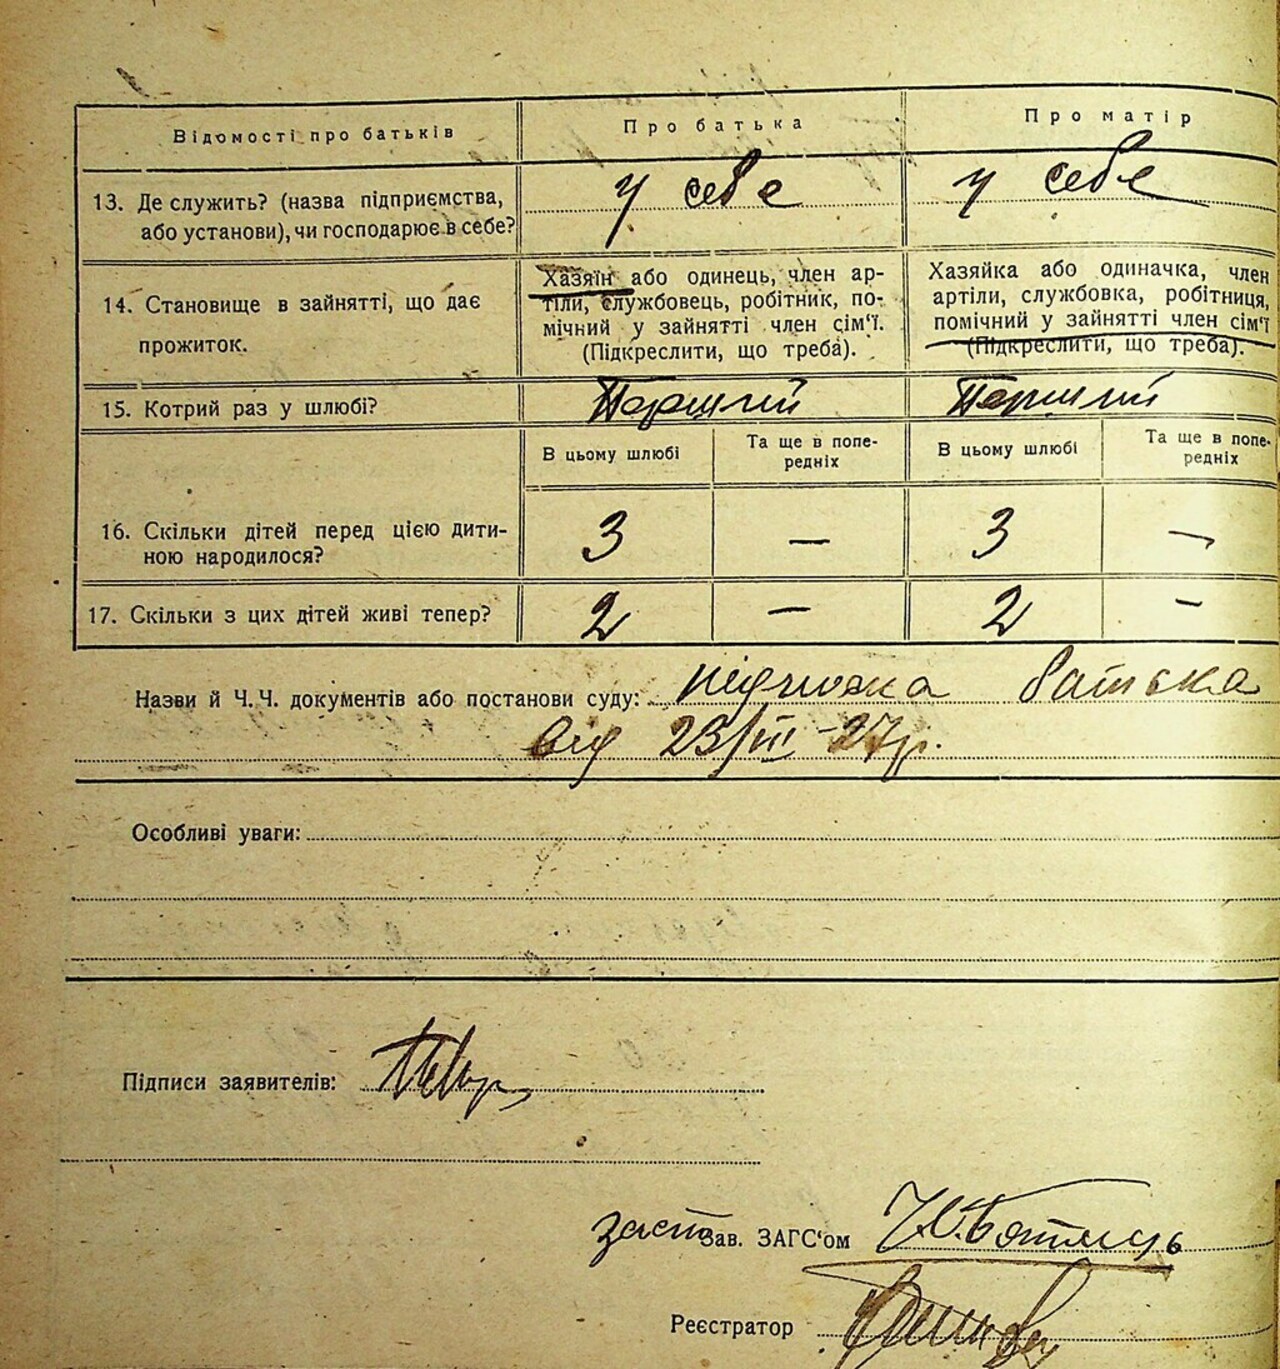 Відомості про батьків
Про батька
Про матір
13. Де служить? (назва підприємства,
або установи), чи господарює в себе?
у себе
у себе
14. Становище в зайнятті, що дає
прожиток.
Хазяїн або одинець, член ар-
тіли, службовець, робітник, по-
мічний у зайнятті член сім'ї.
(Підкреслити, що треба).
Хазяйка або одиначка, член
артіли, службовка, робітниця,
помічний у зайнятті член сім'ї
(Підкреслити, що треба).
15. Котрий раз у шлюбі?
Перший
Перший
В цьому шлюбі
Та ще в попе-
редніх
В цьому шлюбі
Та ще в попе-
редніх
16. Скільки дітей перед цією дити-
ною народилося?
3
—
3
—
17. Скільки з цих дітей живі тепер?
2
—
2
—
Назви й Ч. Ч. документів або постанови суду: батька
від 23/III-27р.
Особливі уваги:
Підписи заявителів:
заст Зав. ЗАГС'ом
Реєстратор